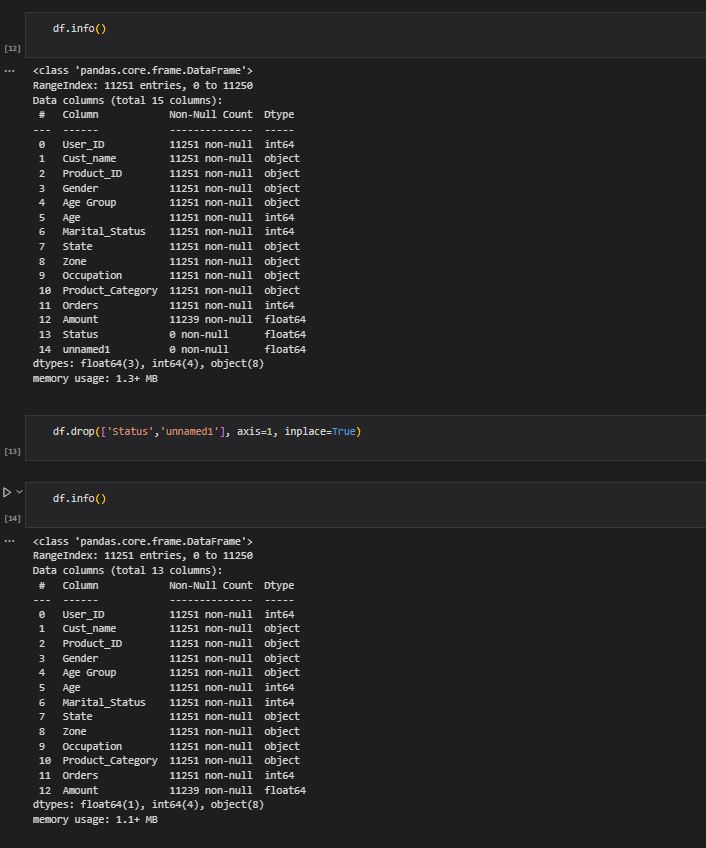 df.info()
[12]
...
<class 'pandas.core.frame.DataFrame'>
RangeIndex: 11251 entries, 0 to 11250
Data columns (total 15 columns):
 #   Column            Non-Null Count  Dtype
---  ------            --------------  -----
 0   User_ID           11251 non-null  int64
 1   Cust_name         11251 non-null  object
 2   Product_ID        11251 non-null  object
 3   Gender            11251 non-null  object
 4   Age Group         11251 non-null  object
 5   Age               11251 non-null  int64
 6   Marital_Status    11251 non-null  int64
 7   State             11251 non-null  object
 8   Zone              11251 non-null  object
 9   Occupation        11251 non-null  object
 10  Product_Category  11251 non-null  object
 11  Orders            11251 non-null  int64
 12  Amount            11239 non-null  float64
 13  Status            0 non-null      float64
 14  unnamed1          0 non-null      float64
dtypes: float64(3), int64(4), object(8)
memory usage: 1.3+ MB
df.drop(['Status','unnamed1'], axis=1, inplace=True)
[13]
df.info()
[14]
...
<class 'pandas.core.frame.DataFrame'>
RangeIndex: 11251 entries, 0 to 11250
Data columns (total 13 columns):
 #   Column            Non-Null Count  Dtype
---  ------            --------------  -----
 0   User_ID           11251 non-null  int64
 1   Cust_name         11251 non-null  object
 2   Product_ID        11251 non-null  object
 3   Gender            11251 non-null  object
 4   Age Group         11251 non-null  object
 5   Age               11251 non-null  int64
 6   Marital_Status    11251 non-null  int64
 7   State             11251 non-null  object
 8   Zone              11251 non-null  object
 9   Occupation        11251 non-null  object
 10  Product_Category  11251 non-null  object
 11  Orders            11251 non-null  int64
 12  Amount            11239 non-null  float64
dtypes: float64(1), int64(4), object(8)
memory usage: 1.1+ MB